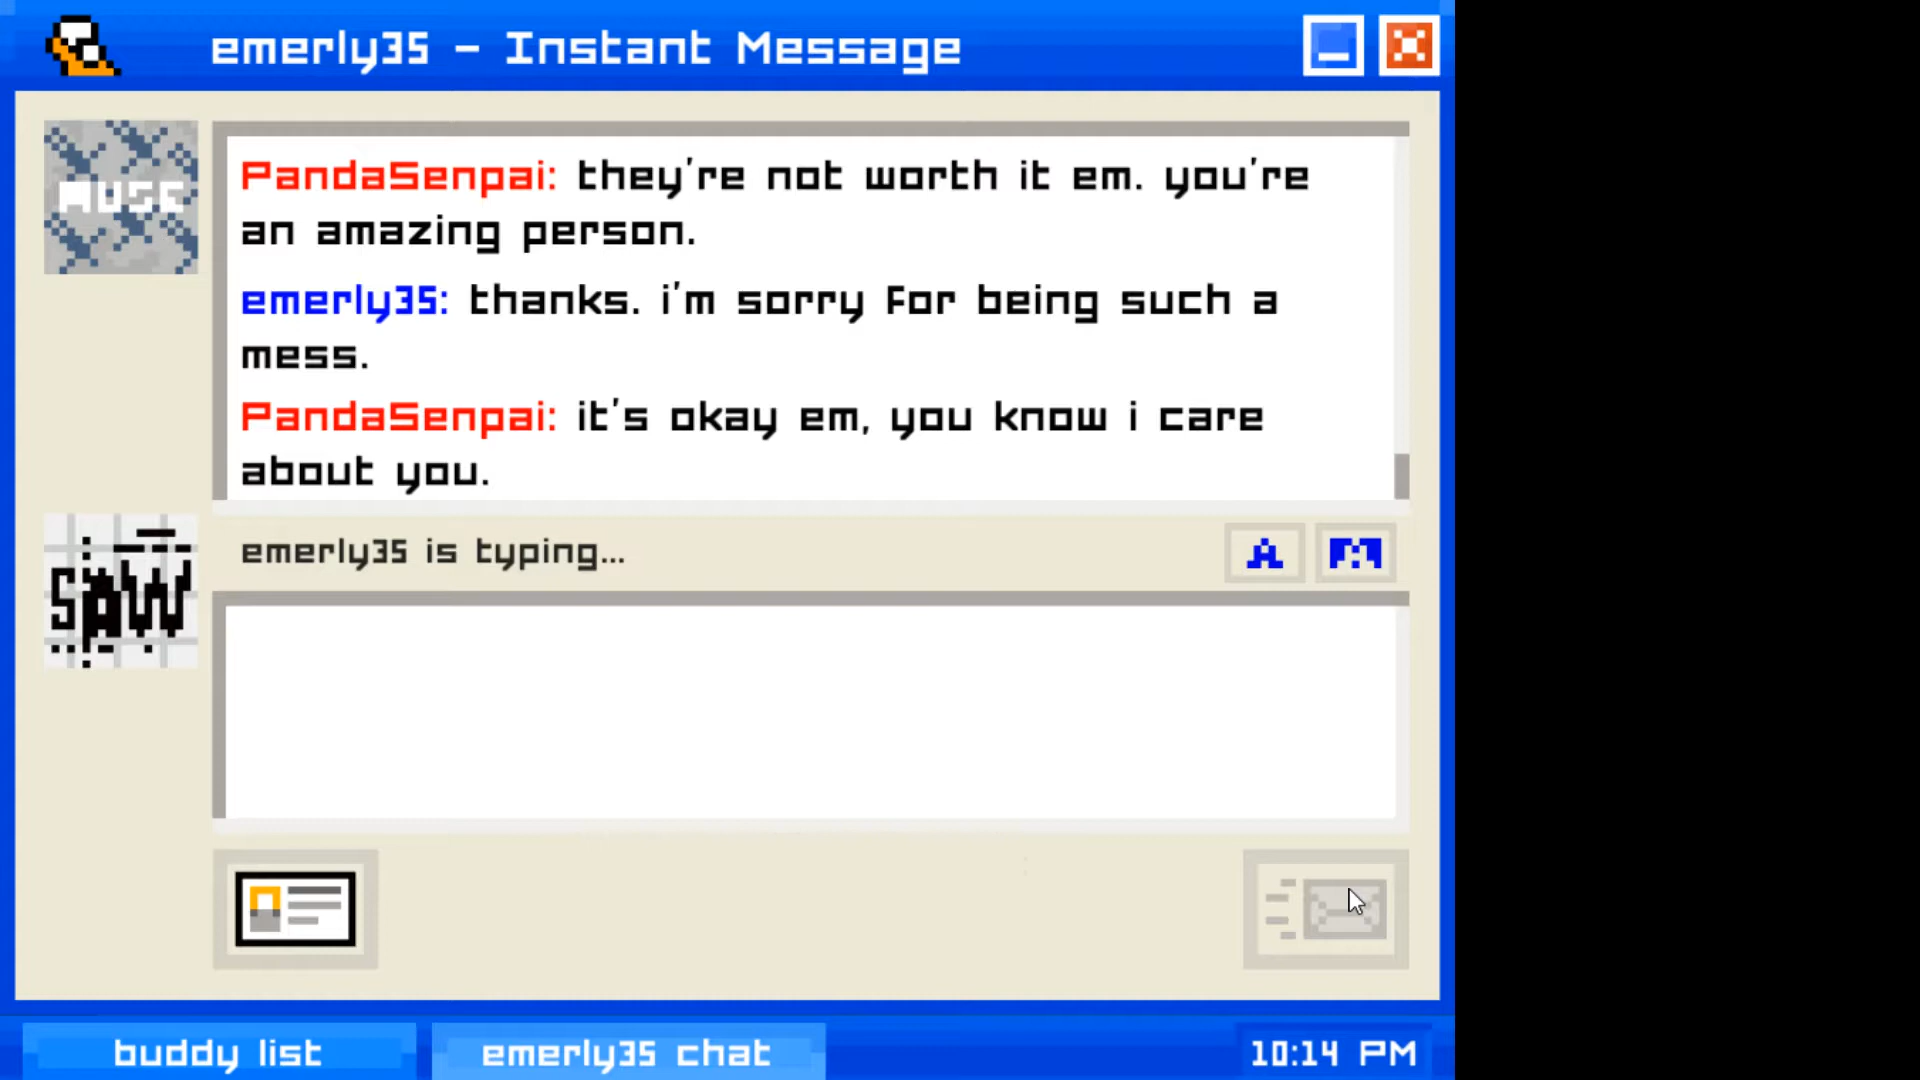 emerly35 - Instant Message
MUSE
PandaSenpai: they're not worth it em. you're
an amazing person.
emerly35: thanks. i'm sorry for being such a
mess.
PandaSenpai: it's okay em, you know i care
about you.
emerly35 is typing...
A
SAW
buddy list
emerly35 chat
10:14 PM